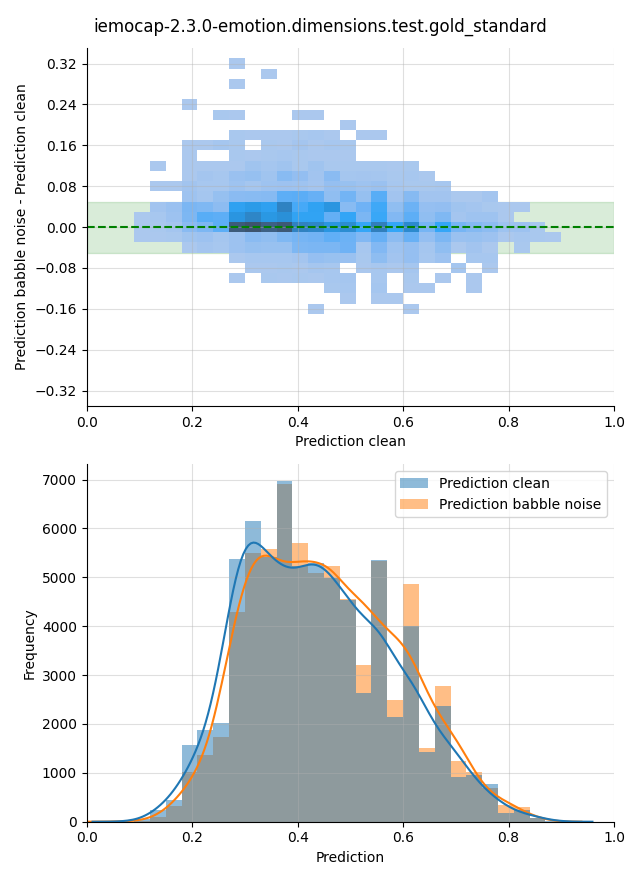 iemocap-2.3.0-emotion.dimensions.test.gold_standard
Prediction babble noise - Prediction clean
0.32
0.24
0.16
0.08
0.00
−0.08
−0.16
−0.24
−0.32
0.0 0.2 0.4 0.6 0.8 1.0
Prediction clean
Frequency
7000
6000
5000
4000
3000
2000
1000
0
Prediction clean
Prediction babble noise
0.0 0.2 0.4 0.6 0.8 1.0
Prediction